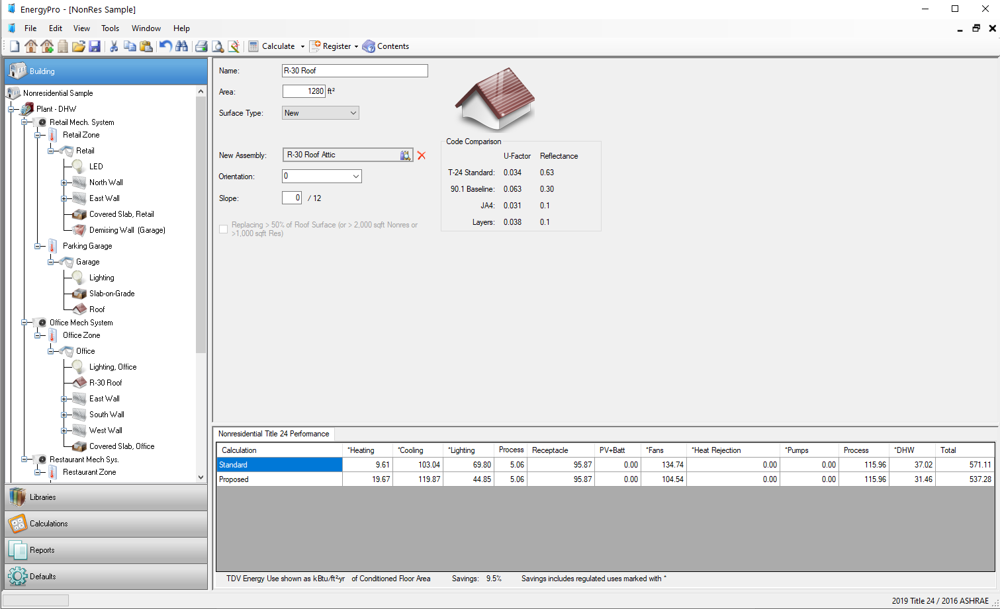 EnergyPro - [NonRes Sample]
File Edit View Tools Window Help
Calculate Register Contents
Building
Nonresidential Sample
Plant - DHW
Retail Mech. System
Retail Zone
Retail
LED
North Wall
East Wall
Covered Slab, Retail
Demising Wall (Garage)
Parking Garage
Garage
Lighting
Slab-on-Grade
Roof
Office Mech System
Office Zone
Office
Lighting, Office
R-30 Roof
East Wall
South Wall
West Wall
Covered Slab, Office
Restaurant Mech Sys.
Restaurant Zone
Libraries
Calculations
Reports
Defaults
Name: R-30 Roof
Area: 1280 ft²
Surface Type: New
New Assembly: R-30 Roof Attic
Orientation: 0
Slope: 0 / 12
Replacing > 50% of Roof Surface (or > 2,000 sqft Nonres or
>1,000 sqft Res)
Code Comparison
U-Factor Reflectance
T-24 Standard: 0.034 0.63
90.1 Baseline: 0.063 0.30
JA4: 0.031 0.1
Layers: 0.038 0.1
Nonresidential Title 24 Performance
Calculation *Heating *Cooling *Lighting Process Receptacle PV+Batt *Fans *Heat Rejection *Pumps Process *DHW Total
Standard 9.61 103.04 69.80 5.06 95.87 0.00 134.74 0.00 0.00 115.96 37.02 571.11
Proposed 19.67 119.87 44.85 5.06 95.87 0.00 104.54 0.00 0.00 115.96 31.46 537.28
TDV Energy Use shown as kBtu/ft²-yr of Conditioned Floor Area Savings: 9.5% Savings includes regulated uses marked with *
2019 Title 24 / 2016 ASHRAE